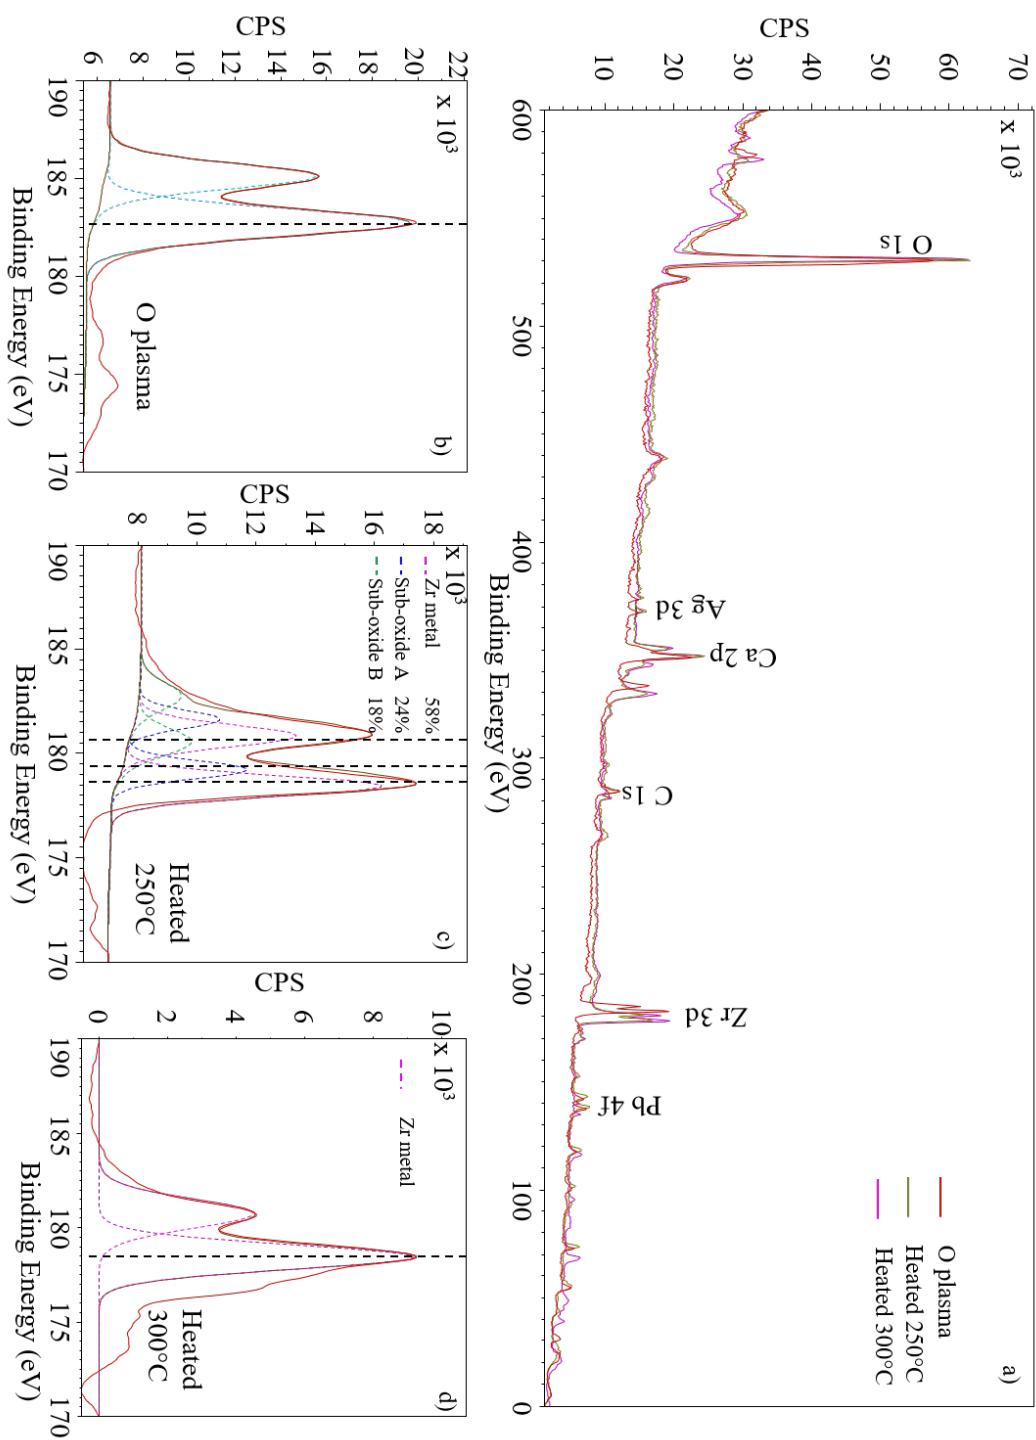 a)
x 10³
CPS
70
60
50
40
30
20
10
O 1s
Ag 3d
Ca 2p
C 1s
Zr 3d
Pb 4f
O plasma
Heated 250°C
Heated 300°C
600
500
400
300
200
100
0
Binding Energy (eV)
b)
x 10³
CPS
22
20
18
16
14
12
10
8
6
O plasma
190
185
180
175
170
Binding Energy (eV)
c)
x 10³
CPS
18
16
14
12
10
8
Zr metal 58%
Sub-oxide A 24%
Sub-oxide B 18%
Heated
250°C
190
185
180
175
170
Binding Energy (eV)
d)
x 10³
CPS
10
8
6
4
2
0
Zr metal
Heated
300°C
190
185
180
175
170
Binding Energy (eV)